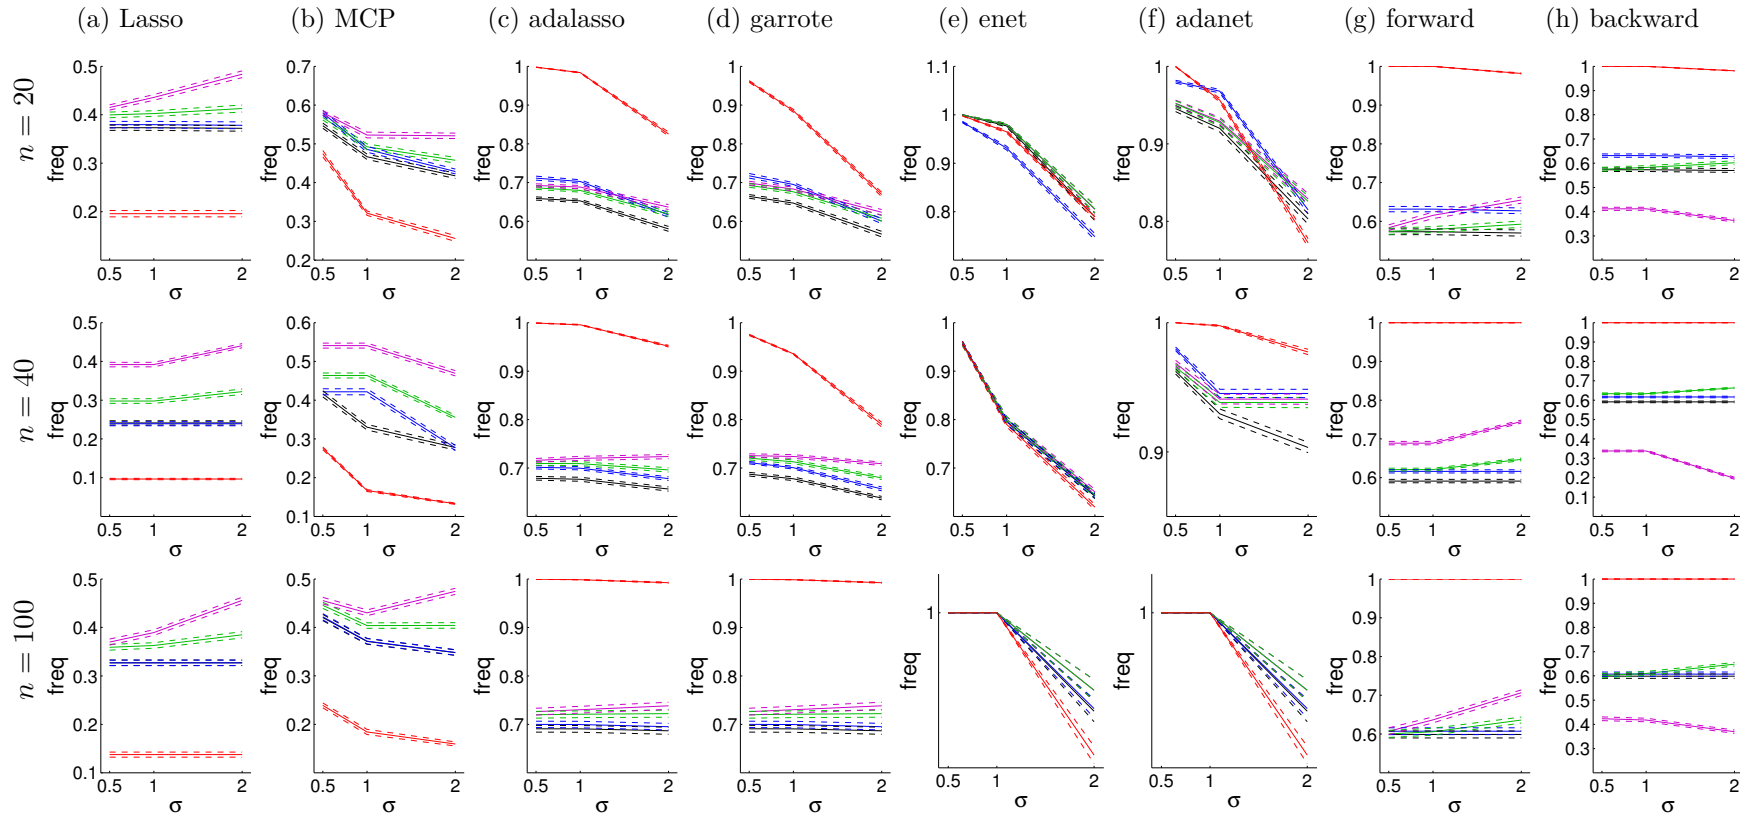 (a) Lasso (b) MCP (c) adalasso (d) garrote (e) enet (f) adanet (g) forward (h) backward
n = 20
0.5 0.4 0.3 0.2
freq
0.5 1 2
σ
0.7 0.6 0.5 0.4 0.3 0.2
freq
0.5 1 2
σ
1 0.9 0.8 0.7 0.6
freq
0.5 1 2
σ
1 0.9 0.8 0.7 0.6
freq
0.5 1 2
σ
1.1 1 0.9 0.8
freq
0.5 1 2
σ
1 0.9 0.8
freq
0.5 1 2
σ
1 0.9 0.8 0.7 0.6
freq
0.5 1 2
σ
1 0.9 0.8 0.7 0.6 0.5 0.4 0.3
freq
0.5 1 2
σ
n = 40
0.5 0.4 0.3 0.2 0.1
freq
0.5 1 2
σ
0.6 0.5 0.4 0.3 0.2 0.1
freq
0.5 1 2
σ
1 0.9 0.8 0.7
freq
0.5 1 2
σ
1 0.9 0.8 0.7
freq
0.5 1 2
σ
1 0.9 0.8 0.7
freq
0.5 1 2
σ
1 0.9
freq
0.5 1 2
σ
1 0.9 0.8 0.7 0.6
freq
0.5 1 2
σ
1 0.9 0.8 0.7 0.6 0.5 0.4 0.3 0.2 0.1
freq
0.5 1 2
σ
n = 100
0.5 0.4 0.3 0.2 0.1
freq
0.5 1 2
σ
0.5 0.4 0.3 0.2
freq
0.5 1 2
σ
1 0.9 0.8 0.7
freq
0.5 1 2
σ
1 0.9 0.8 0.7
freq
0.5 1 2
σ
1
freq
0.5 1 2
σ
1
freq
0.5 1 2
σ
1 0.9 0.8 0.7 0.6
freq
0.5 1 2
σ
1 0.9 0.8 0.7 0.6 0.5 0.4 0.3
freq
0.5 1 2
σ